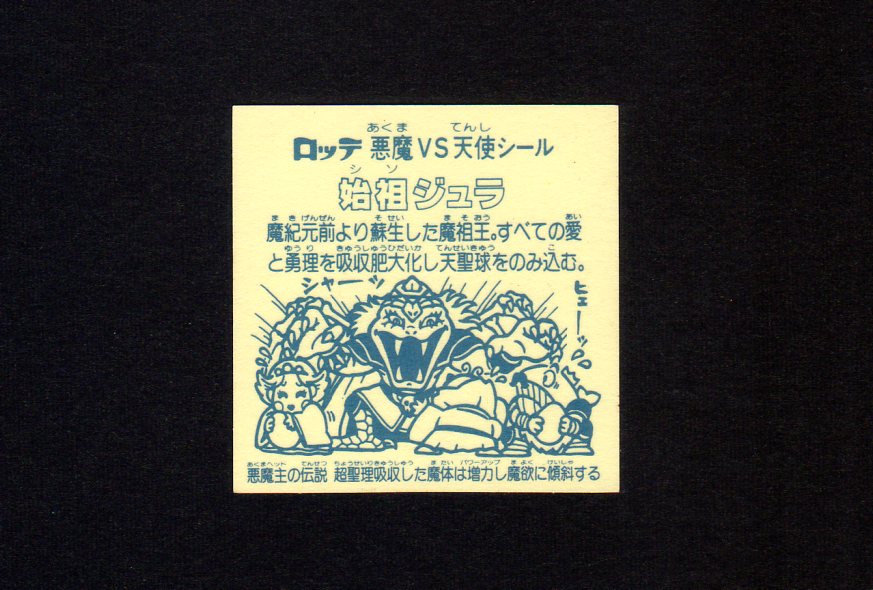 あくま てんし
ロッテ 悪魔VS天使シール
シ ソ
始祖ジュラ
ま き げんぜん そ せい ま そ おう あい
魔紀元前より蘇生した魔祖王。すべての愛
ゆう り きゅうしゅうひだいか てんせいきゅう こ
と勇理を吸収肥大化し天聖球をのみ込む。
シャーッ
ヒェーッ
あくまヘッド でんせつ ちょうせいりきゅうしゅう ま たい パワーアップ ま よく けいしゃ
悪魔主の伝説 超聖理吸収した魔体は増力し魔欲に傾斜する